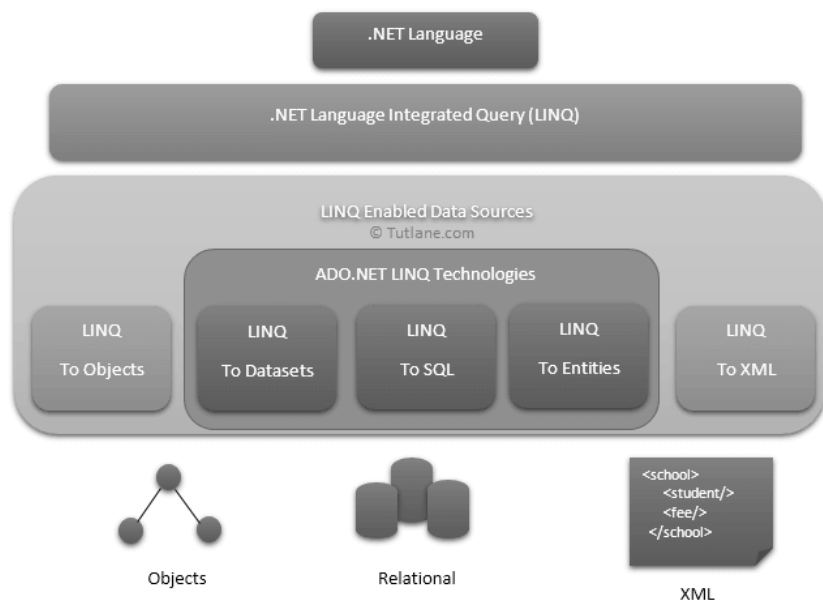 .NET Language
.NET Language Integrated Query (LINQ)
LINQ Enabled Data Sources
© Tutlane.com
ADO.NET LINQ Technologies
LINQ
To Objects
LINQ
To Datasets
LINQ
To SQL
LINQ
To Entities
LINQ
To XML
Objects
Relational
<school>
<student/>
<fee/>
</school>
XML